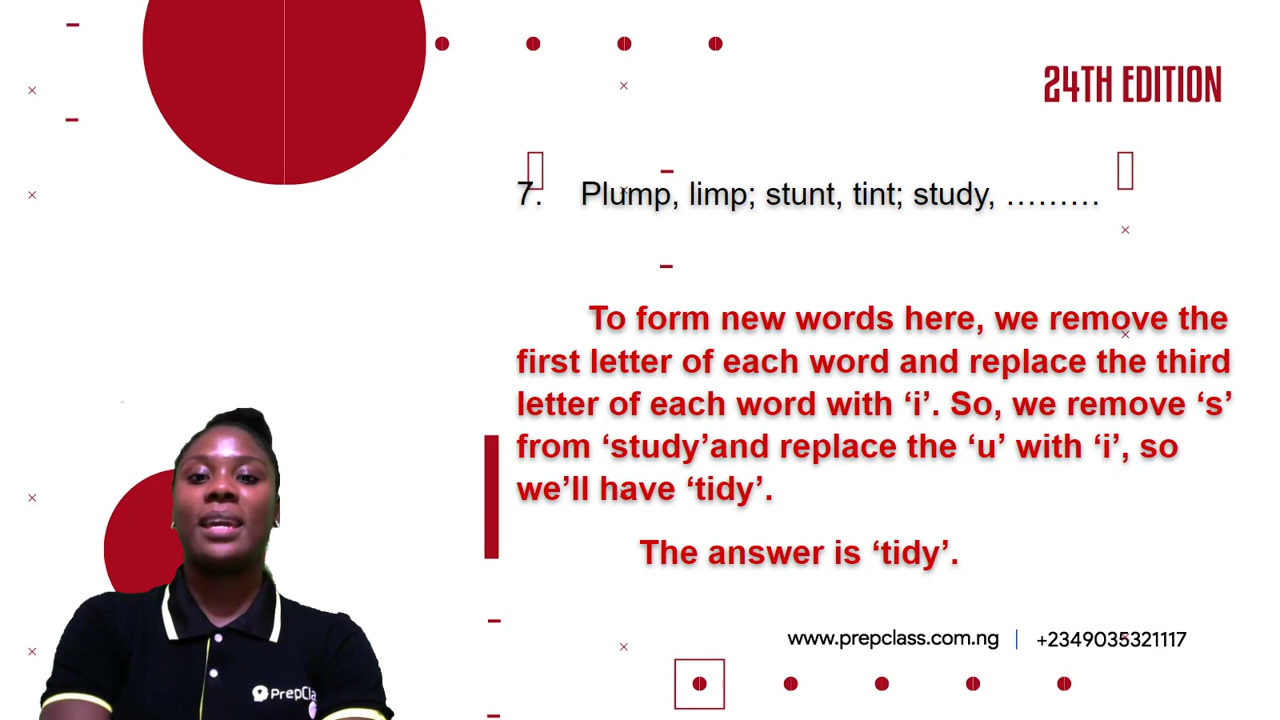 24TH EDITION
7. Plump, limp; stunt, tint; study, ………
To form new words here, we remove the
first letter of each word and replace the third
letter of each word with ‘i’. So, we remove ‘s’
from ‘study’and replace the ‘u’ with ‘i’, so
we’ll have ‘tidy’.
The answer is ‘tidy’.
www.prepclass.com.ng | +2349035321117